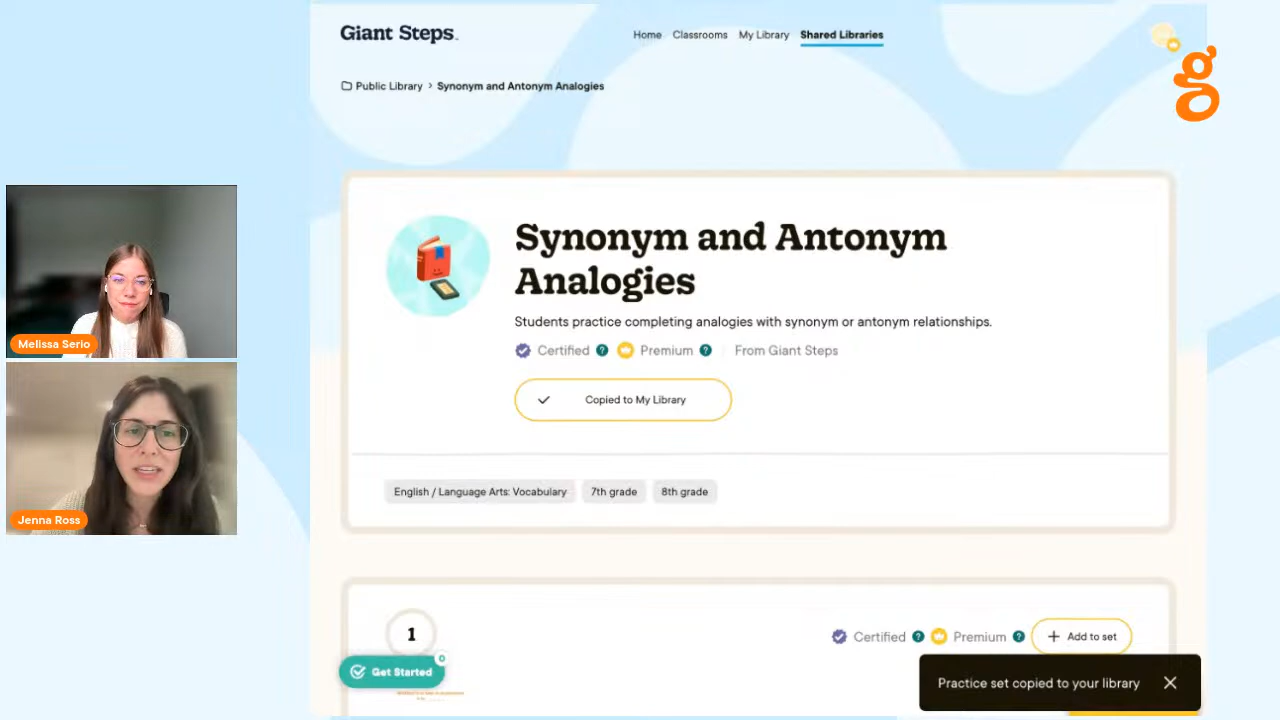 Giant Steps
Home Classrooms My Library Shared Libraries
g
Public Library > Synonym and Antonym Analogies
Synonym and Antonym
Analogies
Students practice completing analogies with synonym or antonym relationships.
Certified ? Premium ? From Giant Steps
Copied to My Library
English / Language Arts: Vocabulary 7th grade 8th grade
Melissa Serio
Jenna Ross
1
Certified ? Premium ? + Add to set
Get Started 0
Practice set copied to your library